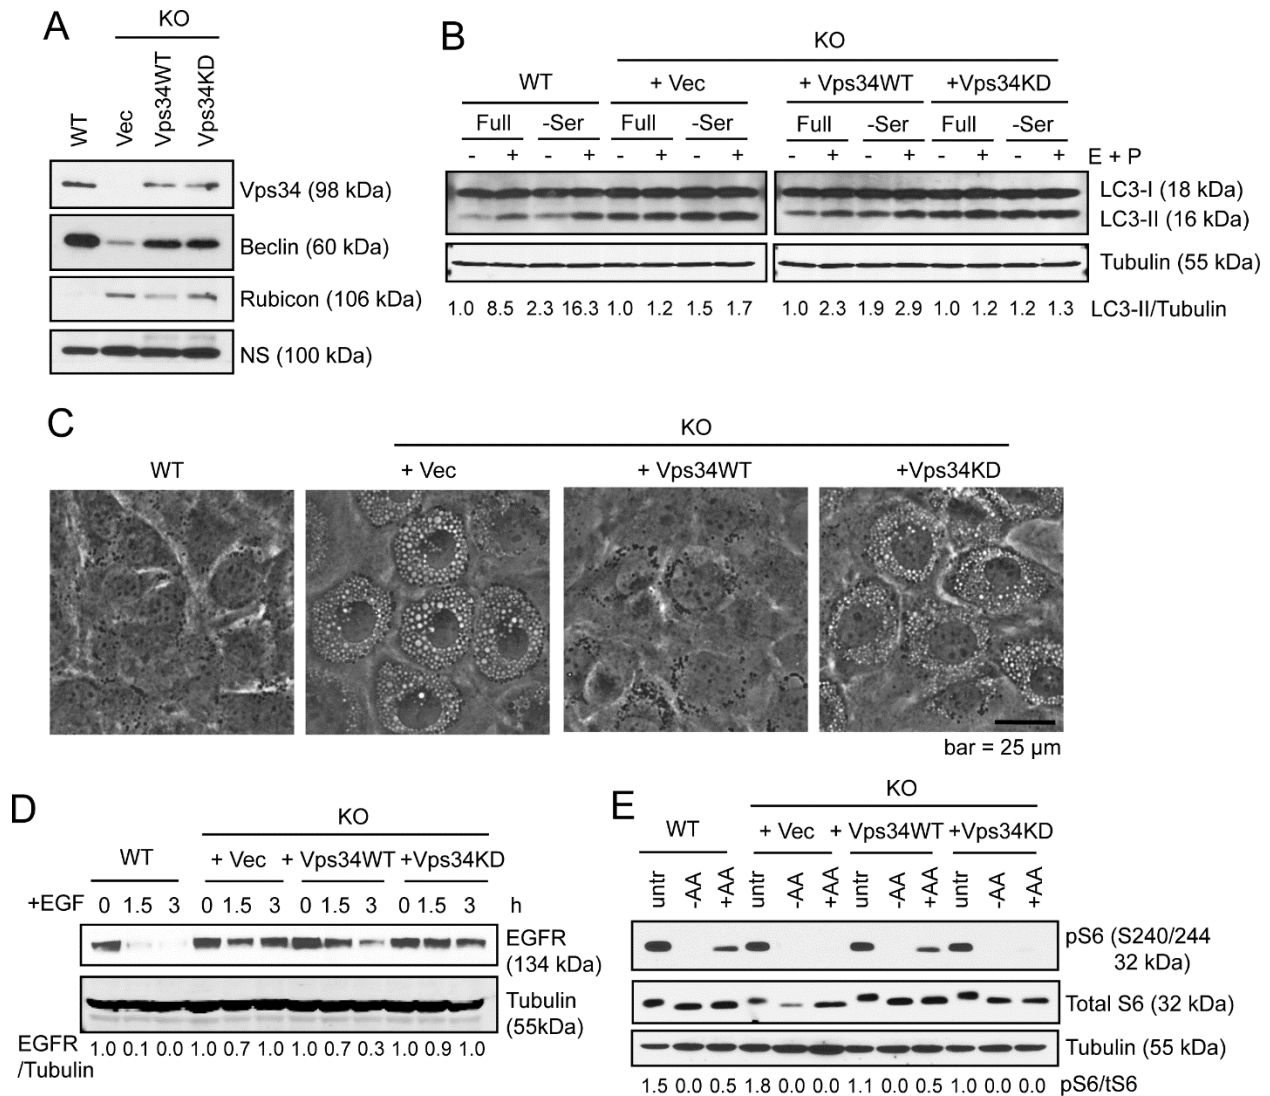 A
KO
WT
Vec
Vps34WT
Vps34KD
Vps34 (98 kDa)
Beclin (60 kDa)
Rubicon (106 kDa)
NS (100 kDa)
B
KO
WT + Vec + Vps34WT +Vps34KD
Full -Ser Full -Ser Full -Ser Full -Ser
- + - + - + - + - + - + - + - + E + P
LC3-I (18 kDa)
LC3-II (16 kDa)
Tubulin (55 kDa)
1.0 8.5 2.3 16.3 1.0 1.2 1.5 1.7 1.0 2.3 1.9 2.9 1.0 1.2 1.2 1.3 LC3-II/Tubulin
C
KO
WT + Vec + Vps34WT +Vps34KD
bar = 25 µm
D
KO
WT + Vec + Vps34WT +Vps34KD
+EGF 0 1.5 3 0 1.5 3 0 1.5 3 0 1.5 3 h
EGFR
(134 kDa)
Tubulin
(55kDa)
EGFR 1.0 0.1 0.0 1.0 0.7 1.0 1.0 0.7 0.3 1.0 0.9 1.0
/Tubulin
E
KO
WT + Vec + Vps34WT +Vps34KD
untr -AA +AA untr -AA +AA untr -AA +AA untr -AA +AA
pS6 (S240/244
32 kDa)
Total S6 (32 kDa)
Tubulin (55 kDa)
1.5 0.0 0.5 1.8 0.0 0.0 1.1 0.0 0.5 1.0 0.0 0.0 pS6/tS6